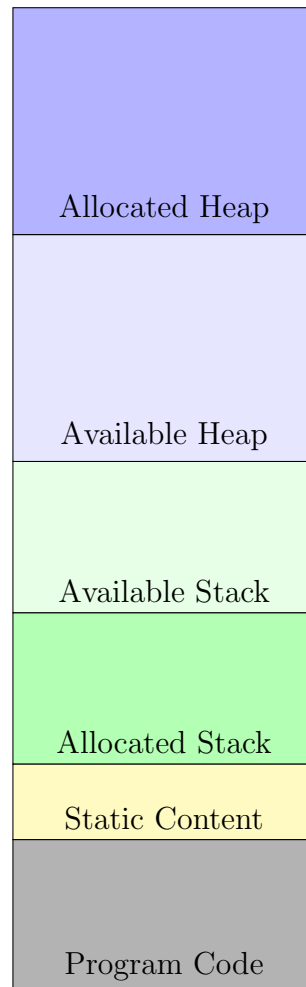 Allocated Heap
Available Heap
Available Stack
Allocated Stack
Static Content
Program Code